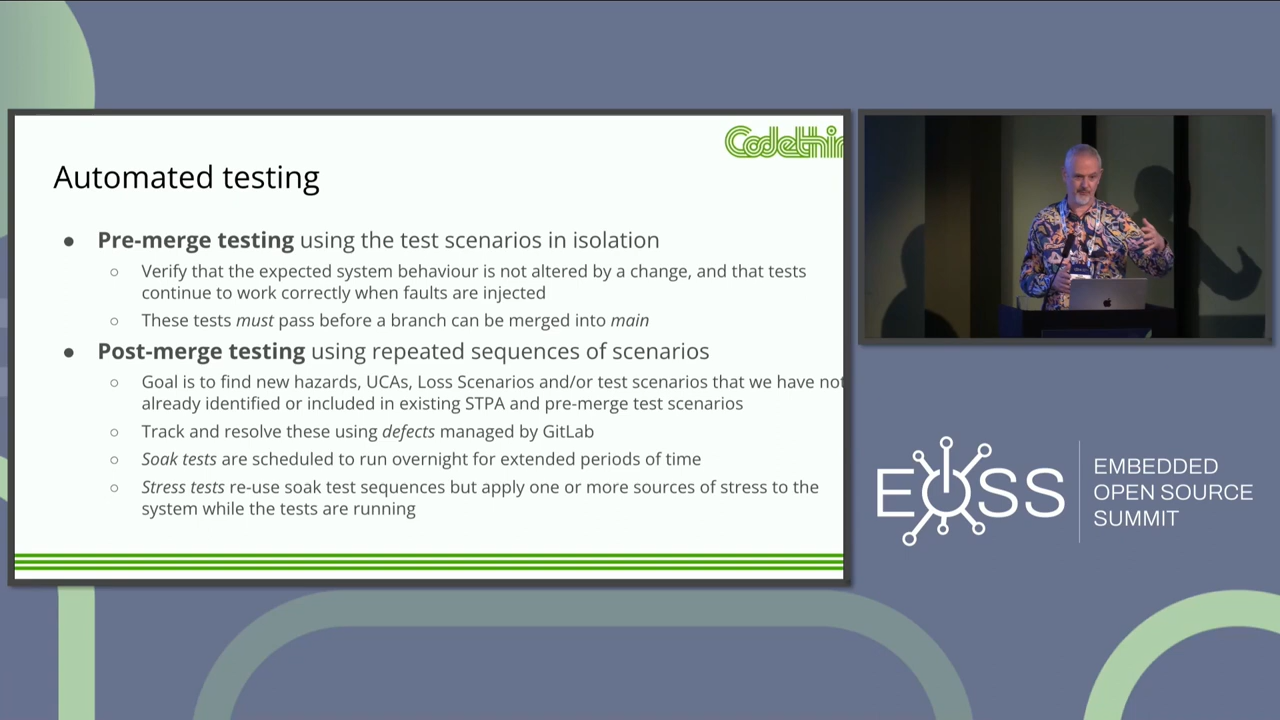 Codethin
Automated testing
● Pre-merge testing using the test scenarios in isolation
○ Verify that the expected system behaviour is not altered by a change, and that tests
continue to work correctly when faults are injected
○ These tests must pass before a branch can be merged into main
● Post-merge testing using repeated sequences of scenarios
○ Goal is to find new hazards, UCAs, Loss Scenarios and/or test scenarios that we have not
already identified or included in existing STPA and pre-merge test scenarios
○ Track and resolve these using defects managed by GitLab
○ Soak tests are scheduled to run overnight for extended periods of time
○ Stress tests re-use soak test sequences but apply one or more sources of stress to the
system while the tests are running
EOSS
EMBEDDED
OPEN SOURCE
SUMMIT